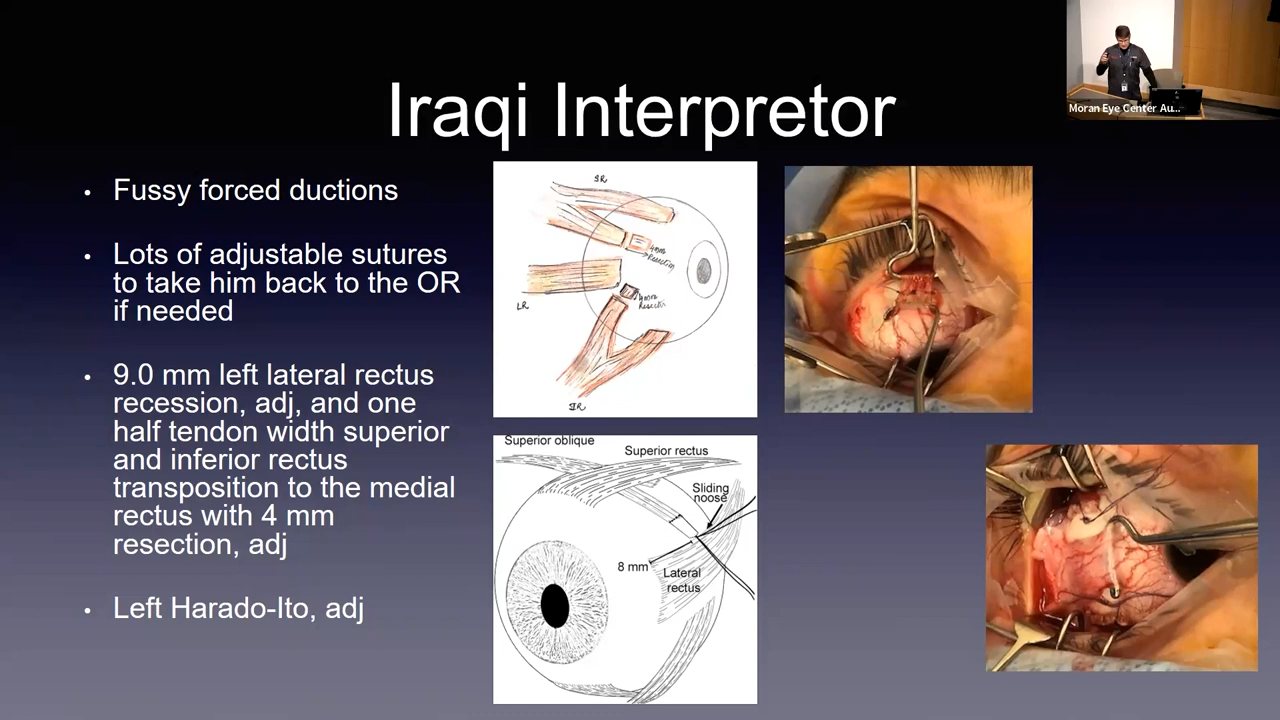 Moran Eye Center Au...
Iraqi Interpretor
• Fussy forced ductions
• Lots of adjustable sutures
to take him back to the OR
if needed
• 9.0 mm left lateral rectus
recession, adj, and one
half tendon width superior
and inferior rectus
transposition to the medial
rectus with 4 mm
resection, adj
• Left Harado-Ito, adj
SR
4mm
Resection
LR
4mm
IR
Superior oblique
Superior rectus
Sliding
noose
8 mm
Lateral
rectus